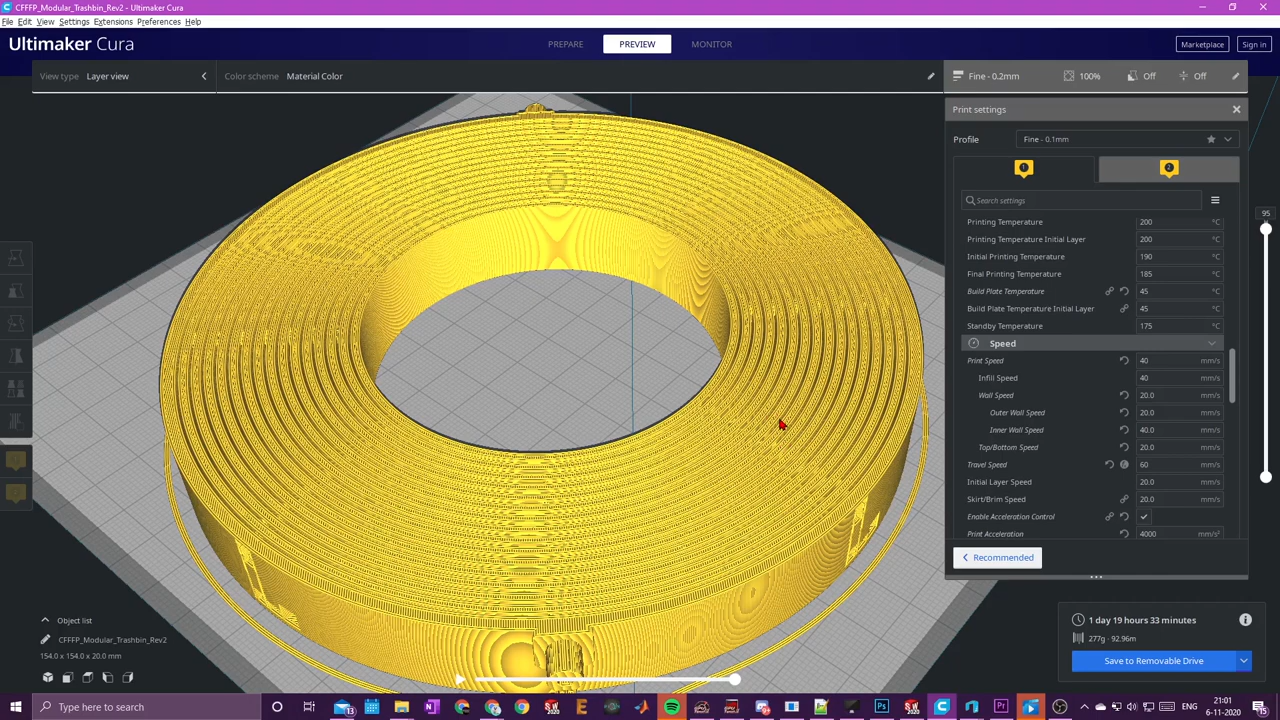 CFFFP_Modular_Trashbin_Rev2 - Ultimaker Cura
File Edit View Settings Extensions Preferences Help
Ultimaker Cura
PREPARE PREVIEW MONITOR
Marketplace Sign in
View type Layer view
Color scheme Material Color
Fine - 0.2mm 100% Off Off
Print settings
Profile Fine - 0.1mm
1 2
Search settings
Printing Temperature 200 °C
Printing Temperature Initial Layer 200 °C
Initial Printing Temperature 190 °C
Final Printing Temperature 185 °C
Build Plate Temperature 45 °C
Build Plate Temperature Initial Layer 45 °C
Standby Temperature 175 °C
Speed
Print Speed 40 mm/s
Infill Speed 40 mm/s
Wall Speed 20.0 mm/s
Outer Wall Speed 20.0 mm/s
Inner Wall Speed 40.0 mm/s
Top/Bottom Speed 20.0 mm/s
Travel Speed 60 mm/s
Initial Layer Speed 20.0 mm/s
Skirt/Brim Speed 20.0 mm/s
Enable Acceleration Control
Print Acceleration 4000 mm/s²
Recommended
95
Object list
CFFFP_Modular_Trashbin_Rev2
154.0 x 154.0 x 20.0 mm
1 day 19 hours 33 minutes
277g · 92.96m
Save to Removable Drive
Type here to search
21:01
6-11-2020